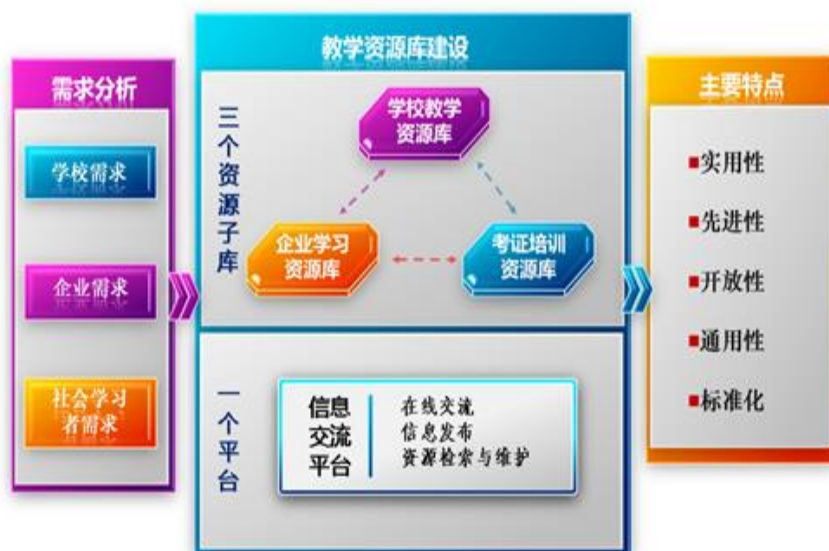 需求分析
学校需求
企业需求
社会学习
者需求
教学资源库建设
三个资源子库
学校教学
资源库
企业学习
资源库
考证培训
资源库
一个平台
信息
交流
平台
在线交流
信息发布
资源检索与维护
主要特点
实用性
先进性
开放性
通用性
标准化